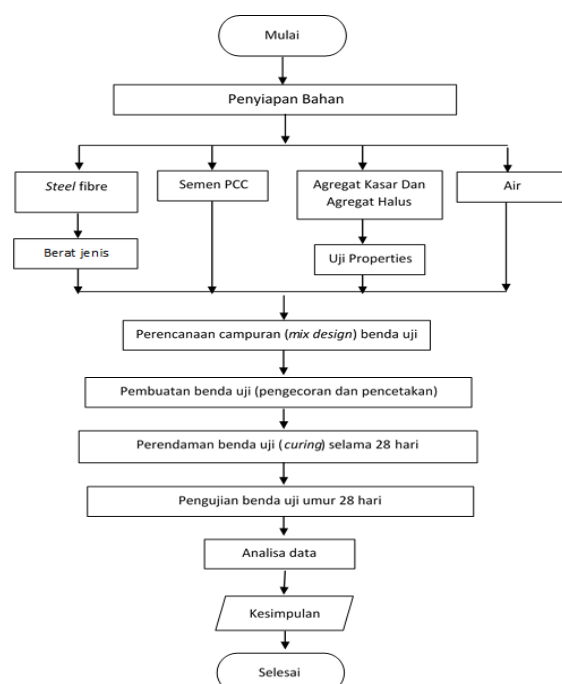 Mulai
Penyiapan Bahan
Steel fibre
Semen PCC
Agregat Kasar Dan
Agregat Halus
Air
Berat jenis
Uji Properties
Perencanaan campuran (mix design) benda uji
Pembuatan benda uji (pengecoran dan pencetakan)
Perendaman benda uji (curing) selama 28 hari
Pengujian benda uji umur 28 hari
Analisa data
Kesimpulan
Selesai